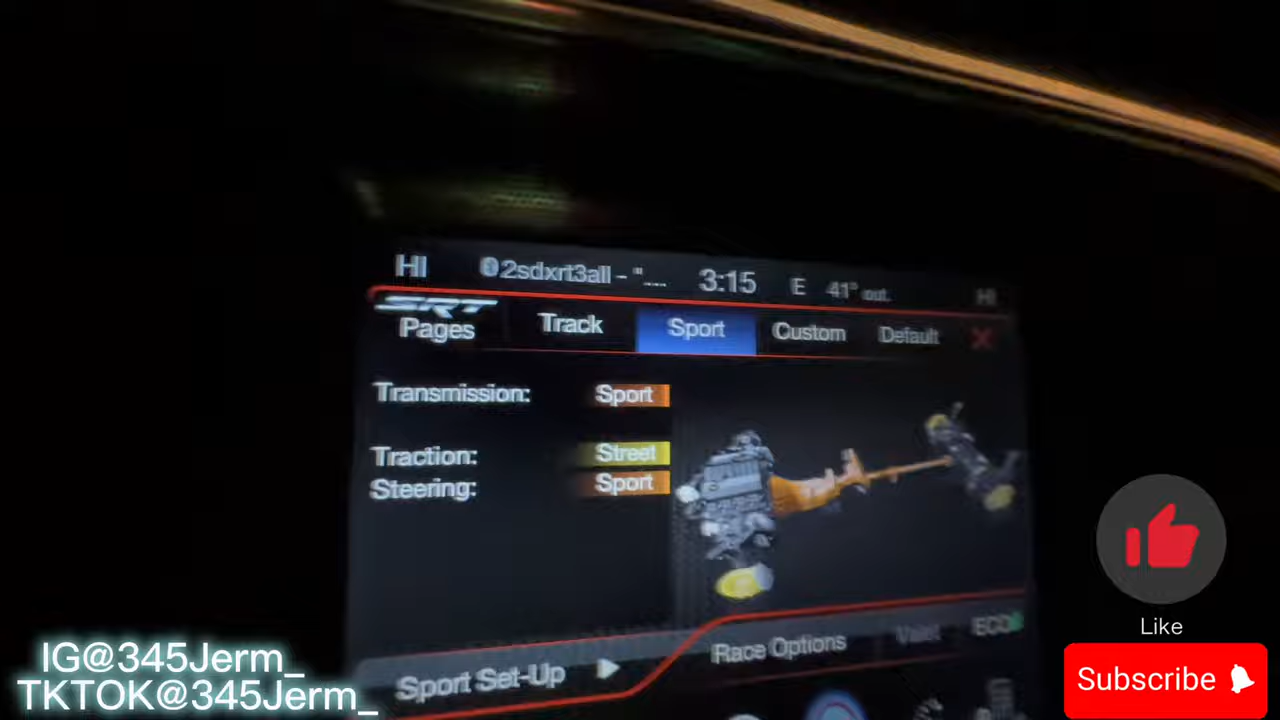 HI 2sdxrt3all - "... 3:15 E 41° out. HI
SRT
Pages Track Sport Custom Default
Transmission: Sport
Traction: Street
Steering: Sport
Sport Set-Up
Race Options Valet ECO
Like
Subscribe
IG@345Jerm_
TKTOK@345Jerm_